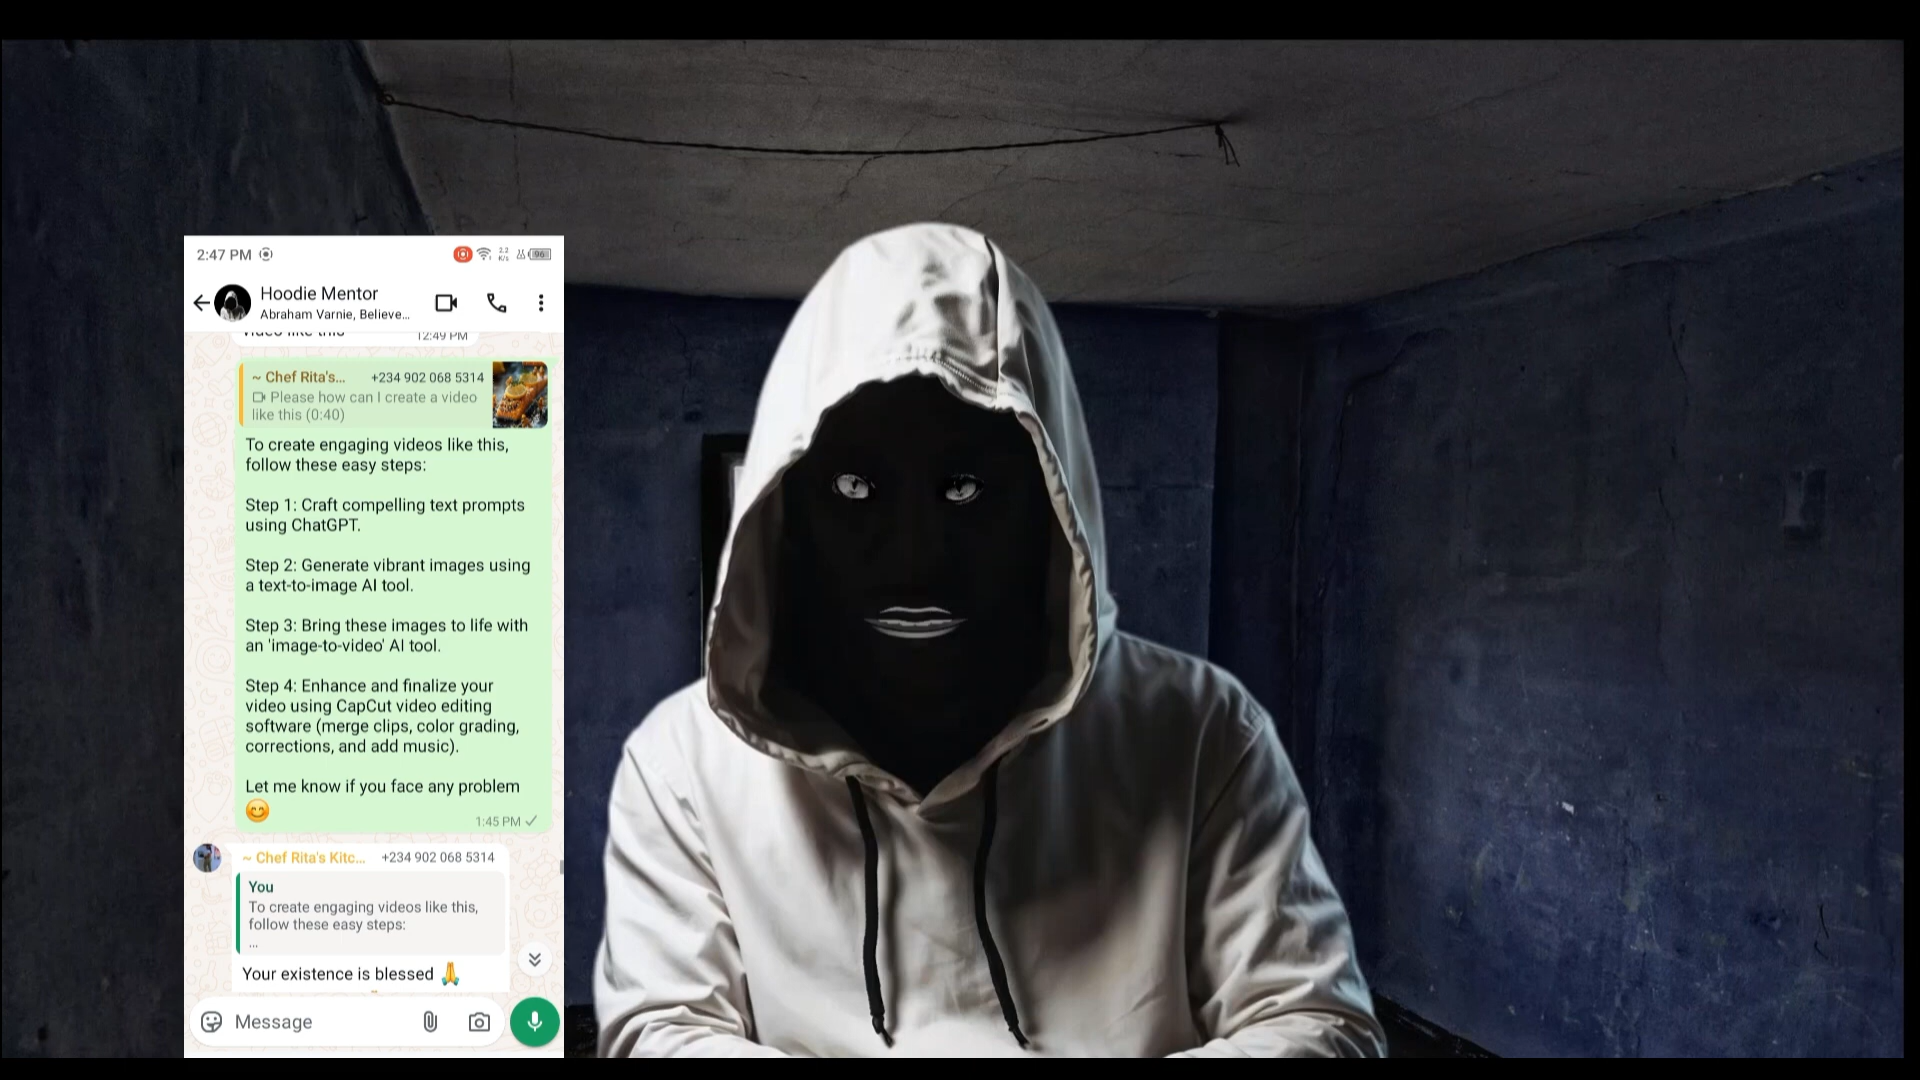 2:47 PM
2.2
K/s
96
Hoodie Mentor
Abraham Varnie, Believe...
video like this
12:49 PM
~ Chef Rita's... +234 902 068 5314
Please how can I create a video
like this (0:40)
To create engaging videos like this,
follow these easy steps:
Step 1: Craft compelling text prompts
using ChatGPT.
Step 2: Generate vibrant images using
a text-to-image AI tool.
Step 3: Bring these images to life with
an 'image-to-video' AI tool.
Step 4: Enhance and finalize your
video using CapCut video editing
software (merge clips, color grading,
corrections, and add music).
Let me know if you face any problem
😊
1:45 PM
~ Chef Rita's Kitc... +234 902 068 5314
You
To create engaging videos like this,
follow these easy steps:
...
Your existence is blessed 🙏
Message